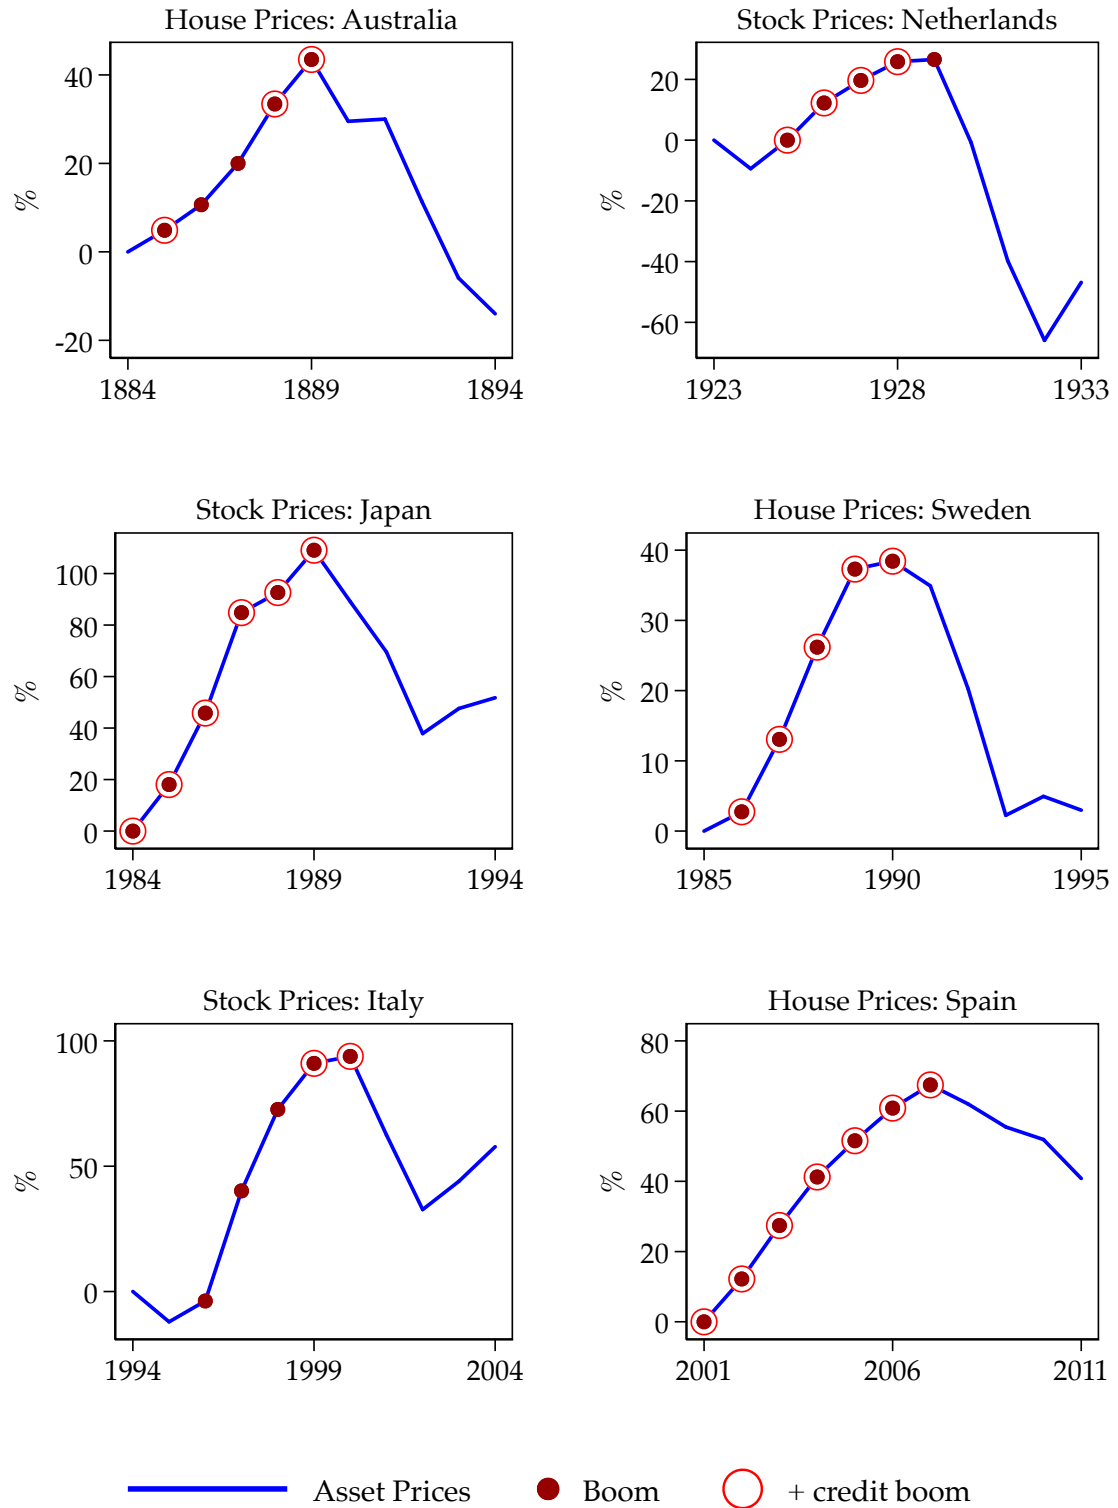 House Prices: Australia
%
40
20
0
-20
1884 1889 1894
Stock Prices: Netherlands
%
20
0
-20
-40
-60
1923 1928 1933
Stock Prices: Japan
%
100
80
60
40
20
0
1984 1989 1994
House Prices: Sweden
%
40
30
20
10
0
1985 1990 1995
Stock Prices: Italy
%
100
50
0
1994 1999 2004
House Prices: Spain
%
80
60
40
20
0
2001 2006 2011
Asset Prices Boom + credit boom